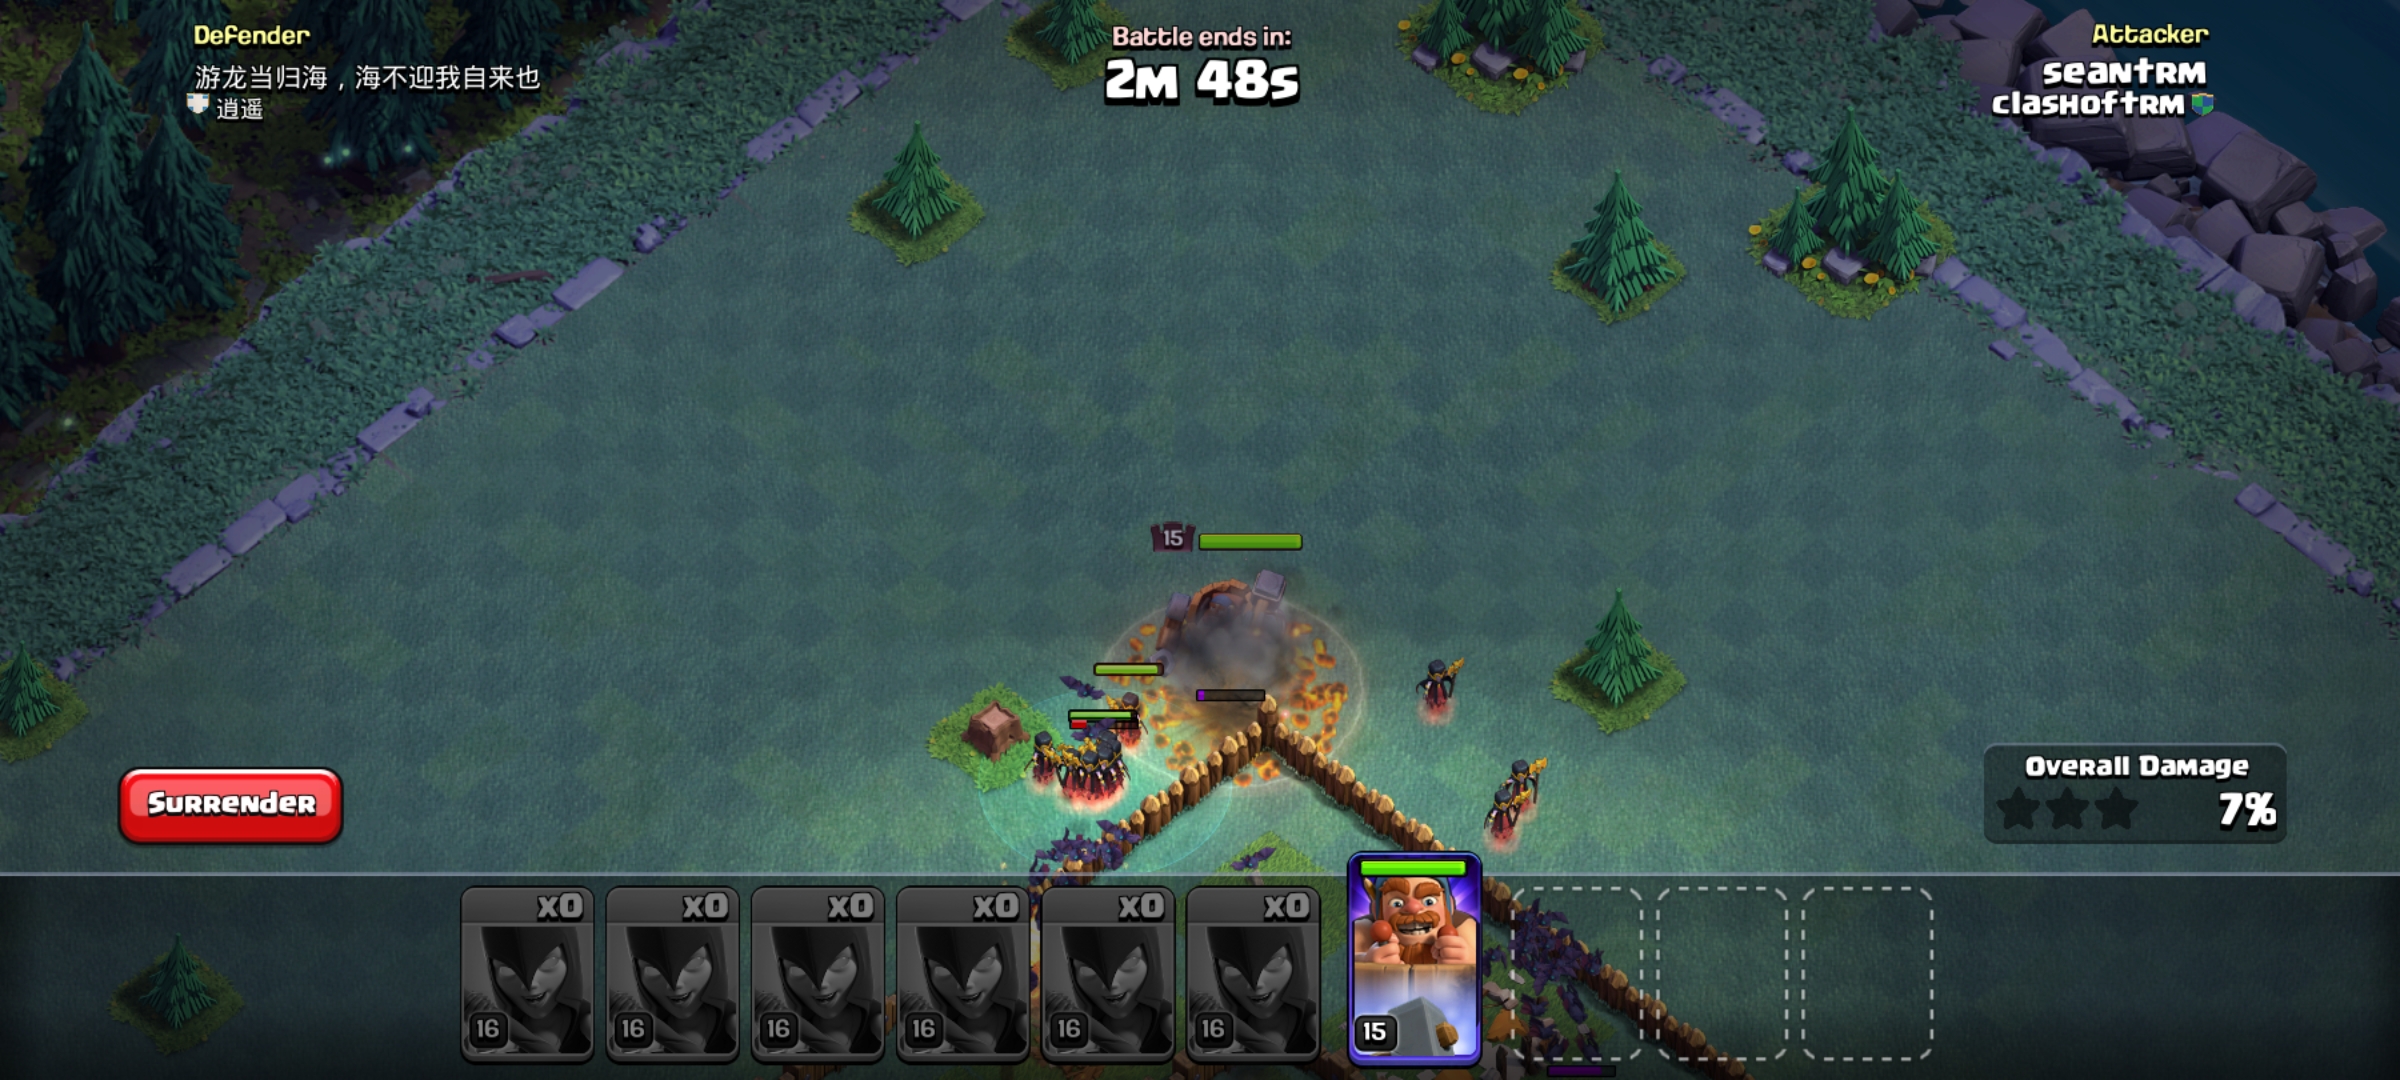 Defender
游龙当归海，海不迎我自来也
逍遥
Battle ends in:
2M 48s
Attacker
seantrm
clashoftrm
15
Surrender
Overall Damage
7%
x0 x0 x0 x0 x0 x0
16 16 16 16 16 16 15